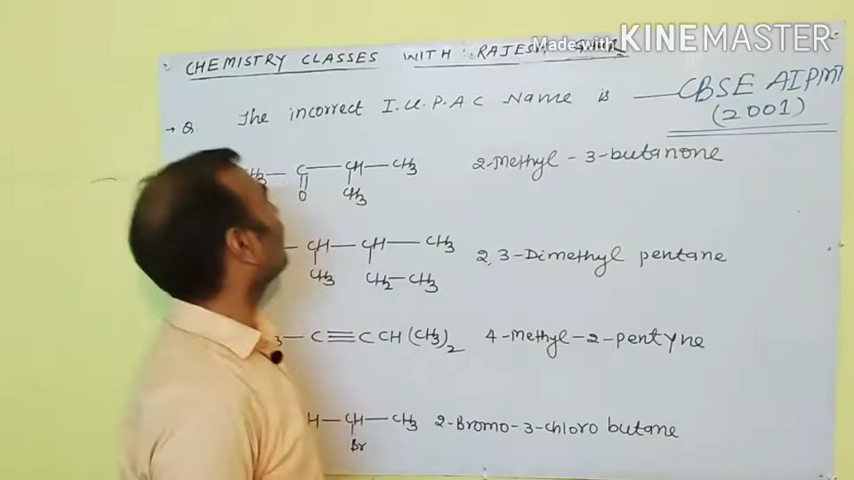 Made with KINEMASTER
CHEMISTRY CLASSES WITH : RAJESH
→ Q. The incorrect I.U.P.A.C Name is — CBSE AIPMT
(2001)
H3 — C — CH — CH3 2-Methyl - 3-butanone
O CH3
CH — CH — CH3 2,3-Dimethyl pentane
CH3 CH2 — CH3
3 — C ≡ C CH (CH3)2 4-Methyl-2-pentyne
H — CH — CH3 2-Bromo-3-chloro butane
Br